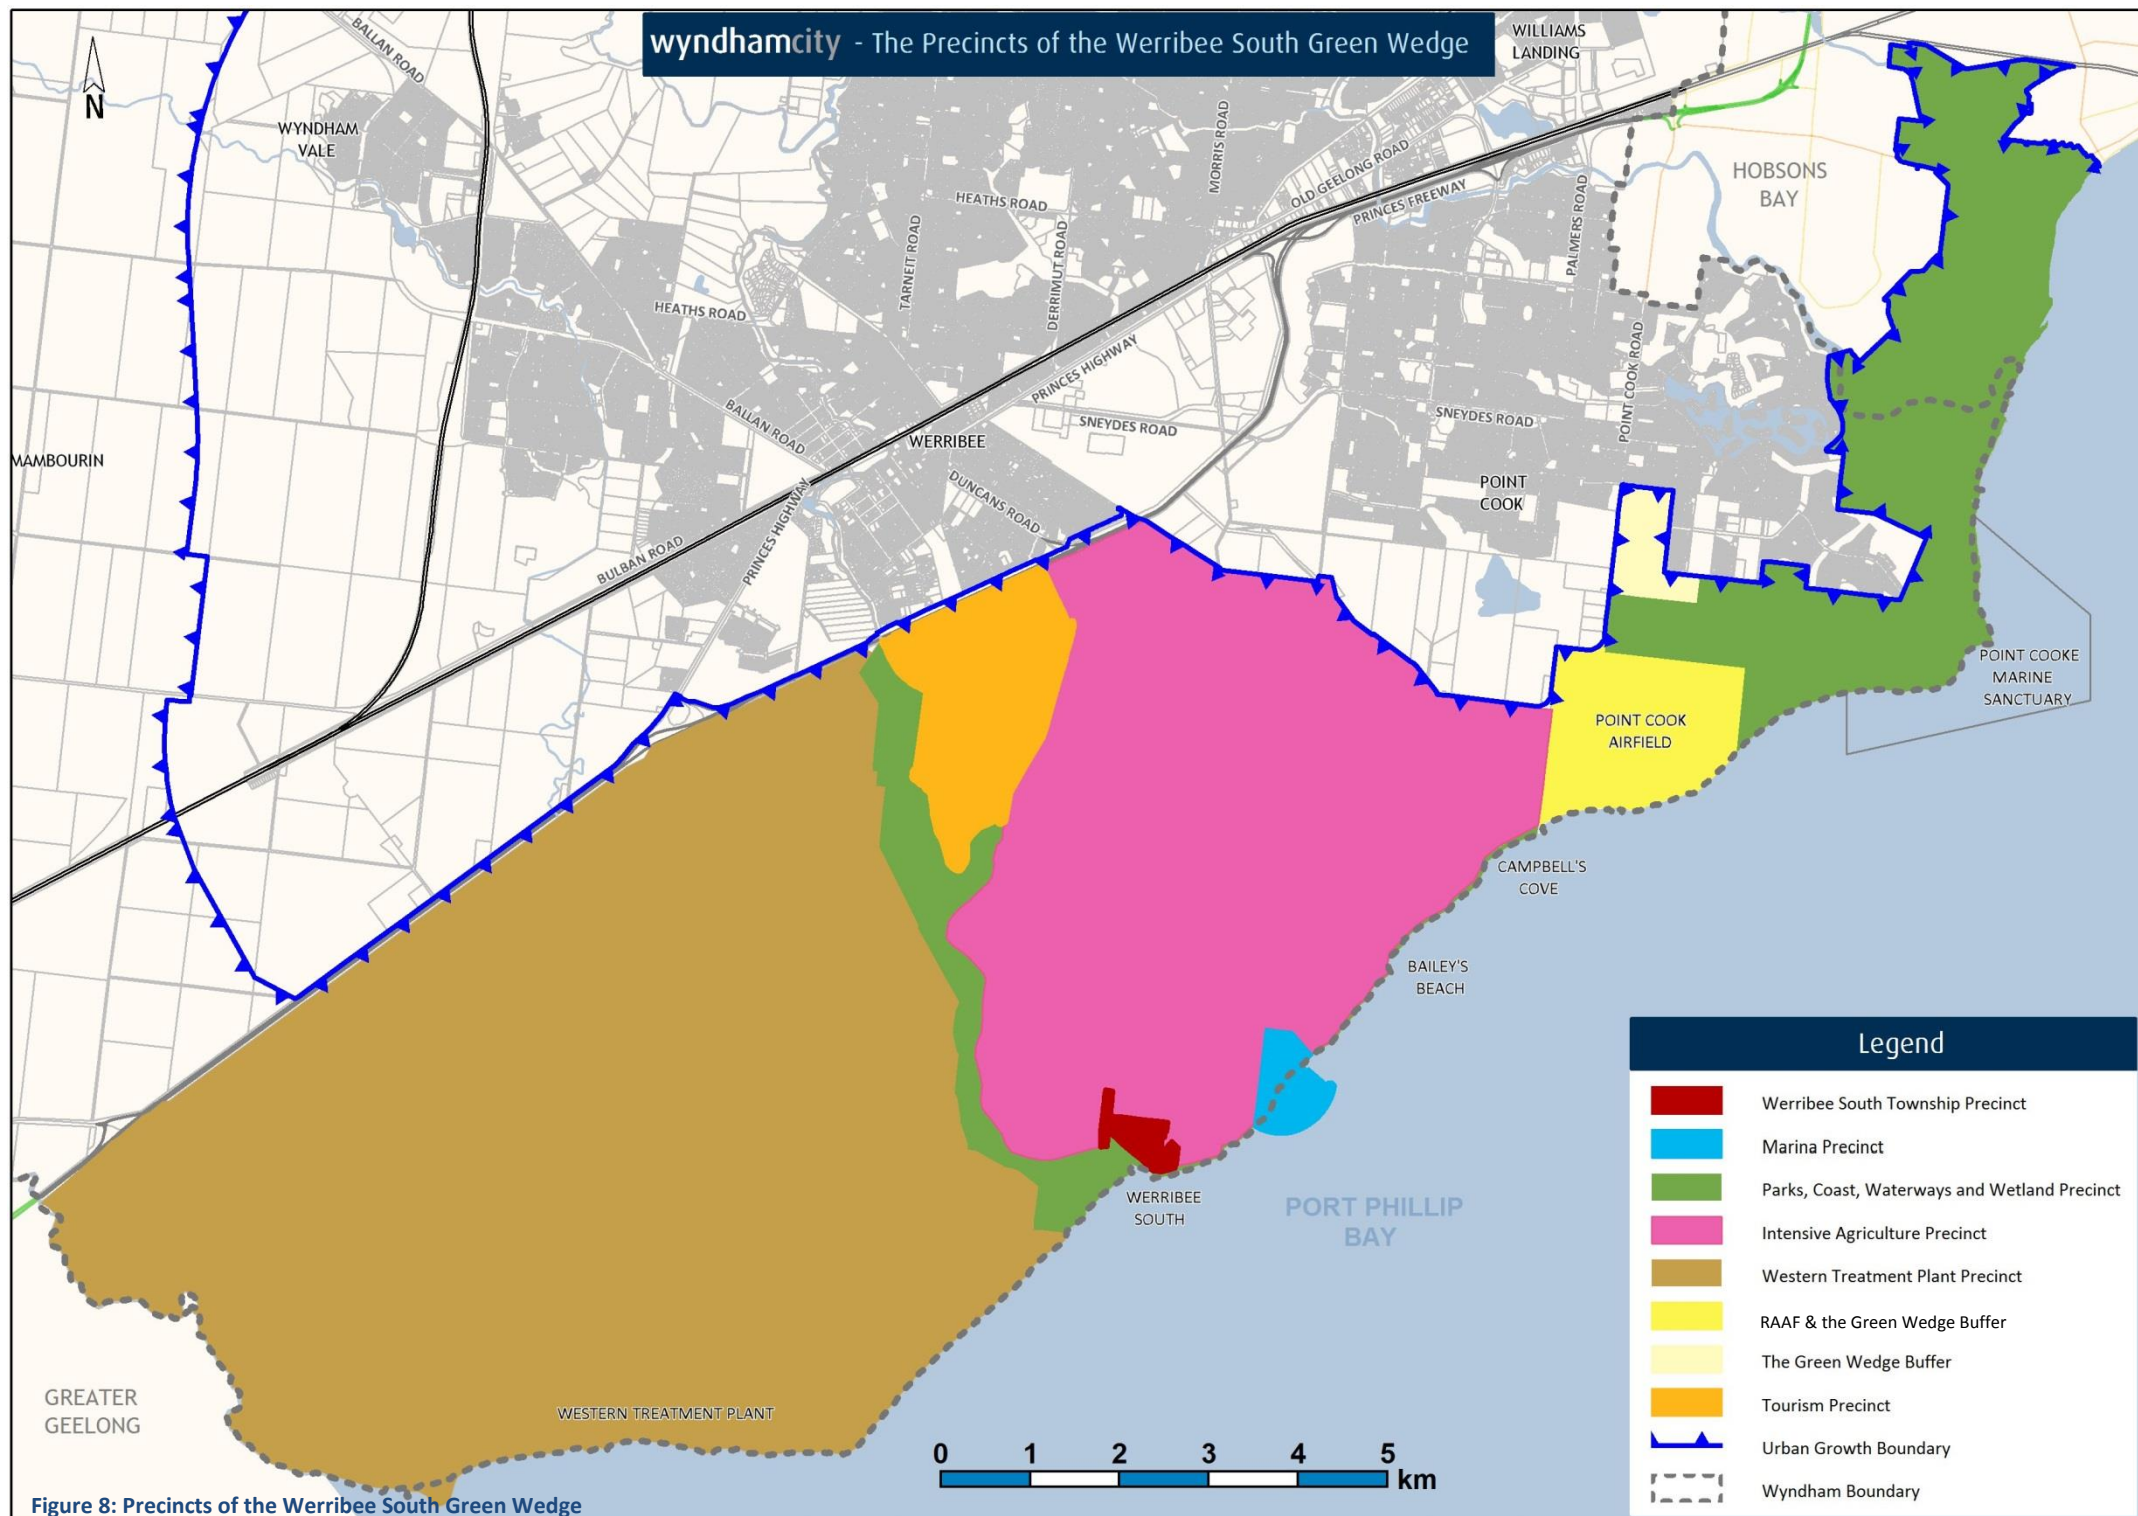 wyndhamcity - The Precincts of the Werribee South Green Wedge
WILLIAMS
LANDING
BALLAN ROAD
N
WYNDHAM
VALE
MORRIS ROAD
OLD GEELONG ROAD
PRINCES FREEWAY
PALMERS ROAD
HOBSONS
BAY
HEATHS ROAD
TARNEIT ROAD
DERRIMUT ROAD
HEATHS ROAD
PRINCES HIGHWAY
POINT COOK ROAD
BALLAN ROAD
SNEYDES ROAD
SNEYDES ROAD
WERRIBEE
MAMBOURIN
DUNCANS ROAD
POINT
COOK
PRINCES HIGHWAY
BULBAN ROAD
POINT COOKE
MARINE
SANCTUARY
POINT COOK
AIRFIELD
CAMPBELL'S
COVE
BAILEY'S
BEACH
WERRIBEE
SOUTH
PORT PHILLIP
BAY
GREATER
GEELONG
WESTERN TREATMENT PLANT
0 1 2 3 4 5
km
Legend
Werribee South Township Precinct
Marina Precinct
Parks, Coast, Waterways and Wetland Precinct
Intensive Agriculture Precinct
Western Treatment Plant Precinct
RAAF & the Green Wedge Buffer
The Green Wedge Buffer
Tourism Precinct
Urban Growth Boundary
Wyndham Boundary
Figure 8: Precincts of the Werribee South Green Wedge